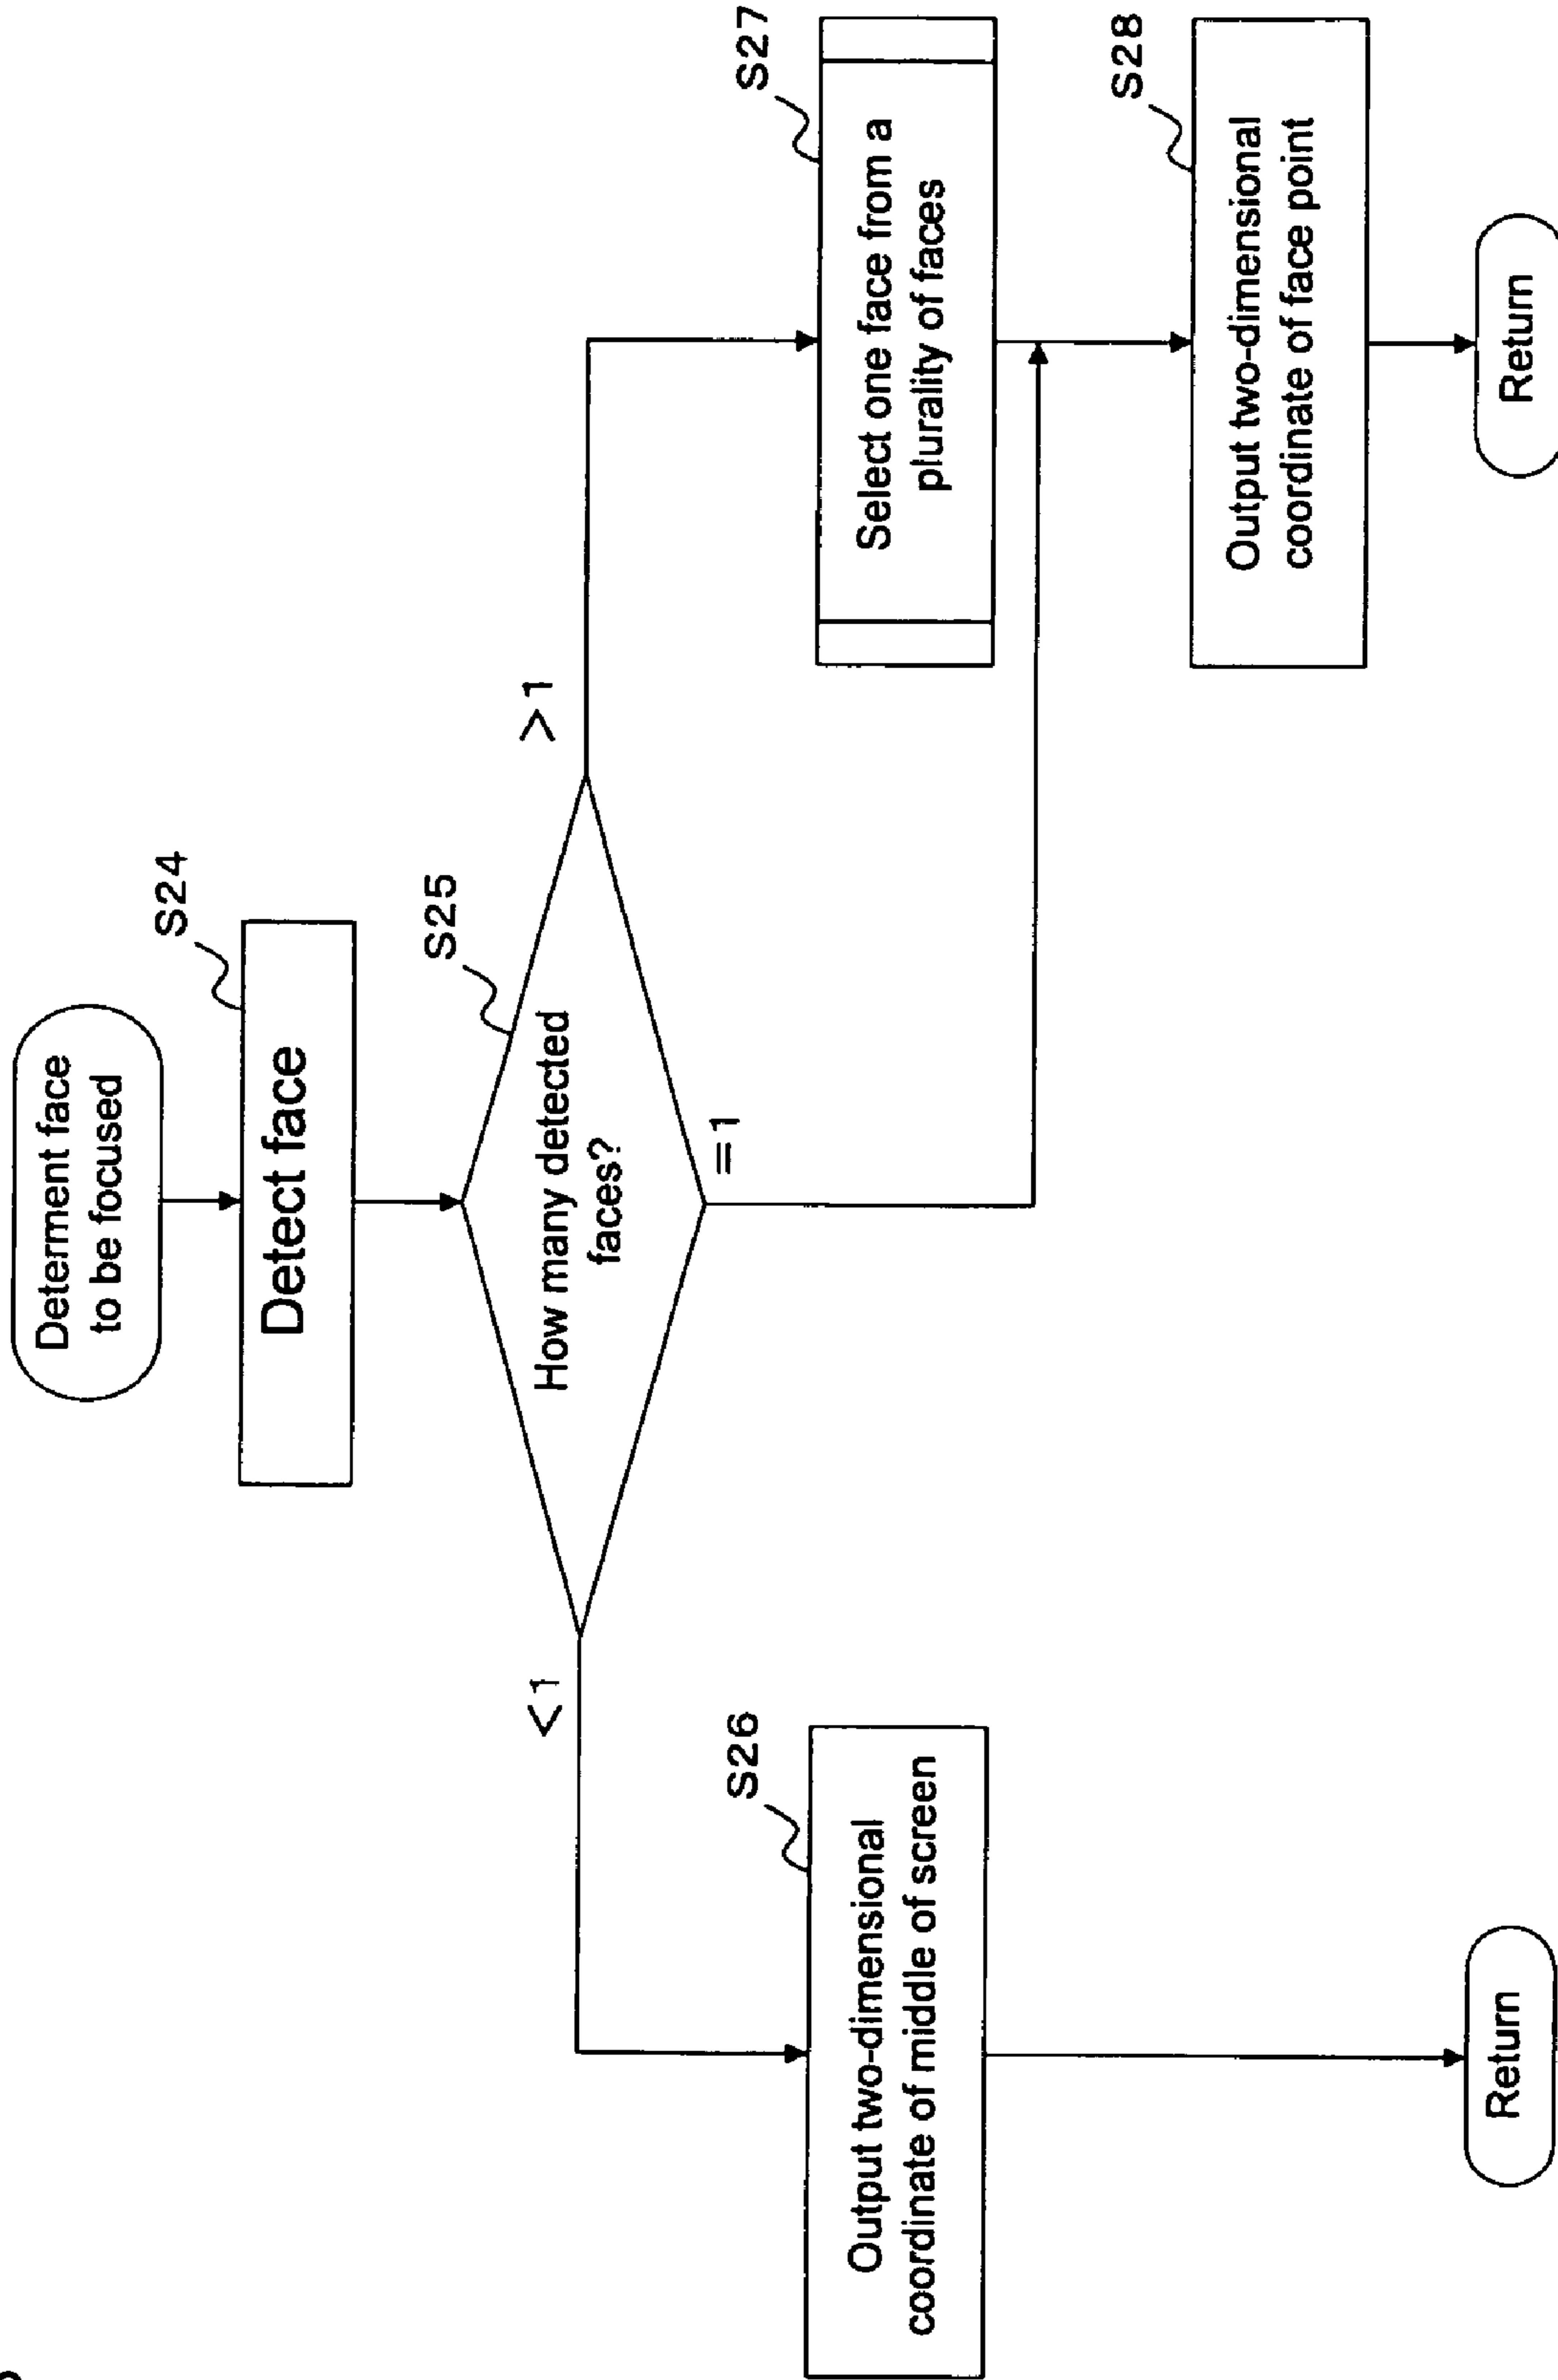 Determent face
to be focused
S24
Detect face
S25
How many detected
faces?
<1
=1
>1
S26
Output two-dimensional
coordinate of middle of screen
Return
S27
Select one face from a
plurality of faces
S28
Output two-dimensional
coordinate of face point
Return